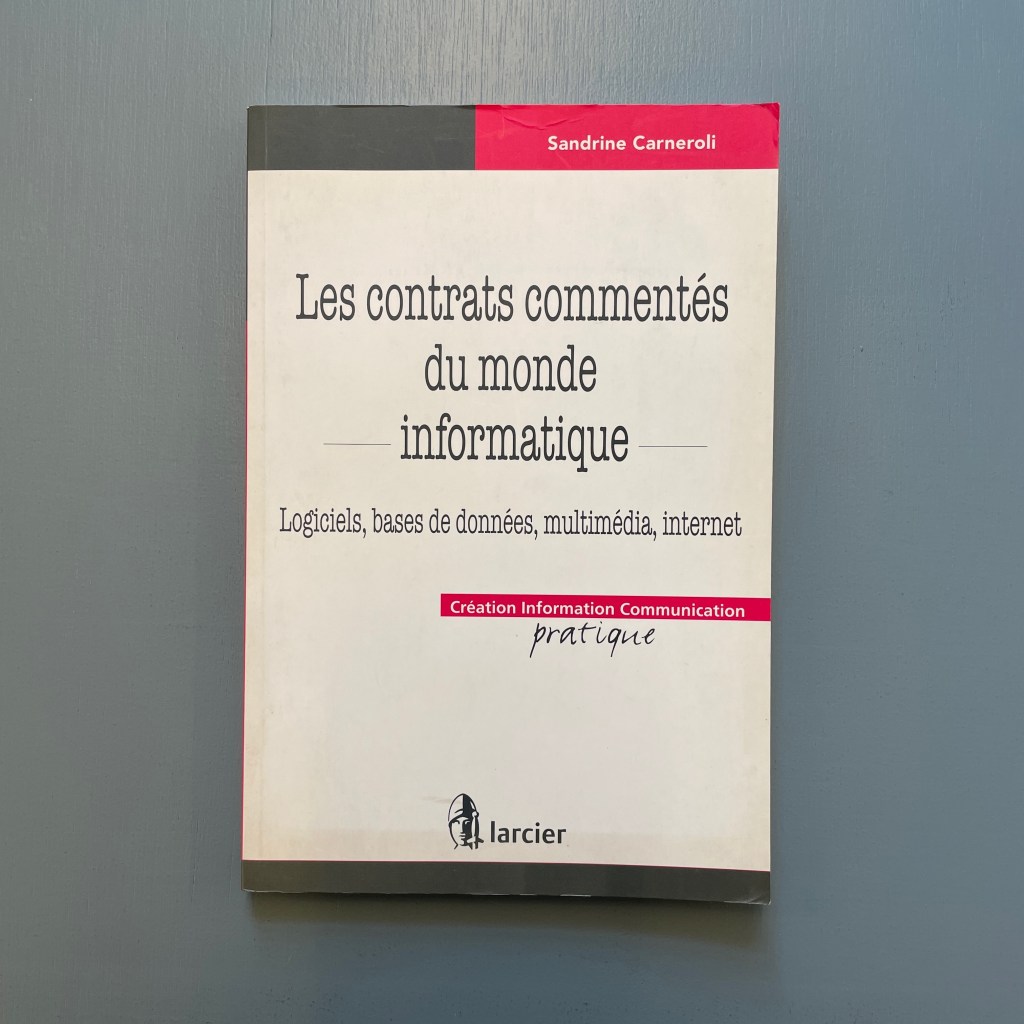 Sandrine Carneroli
Les contrats commentés
du monde
informatique
Logiciels, bases de données, multimédia, internet
Création Information Communication
pratique
larcier